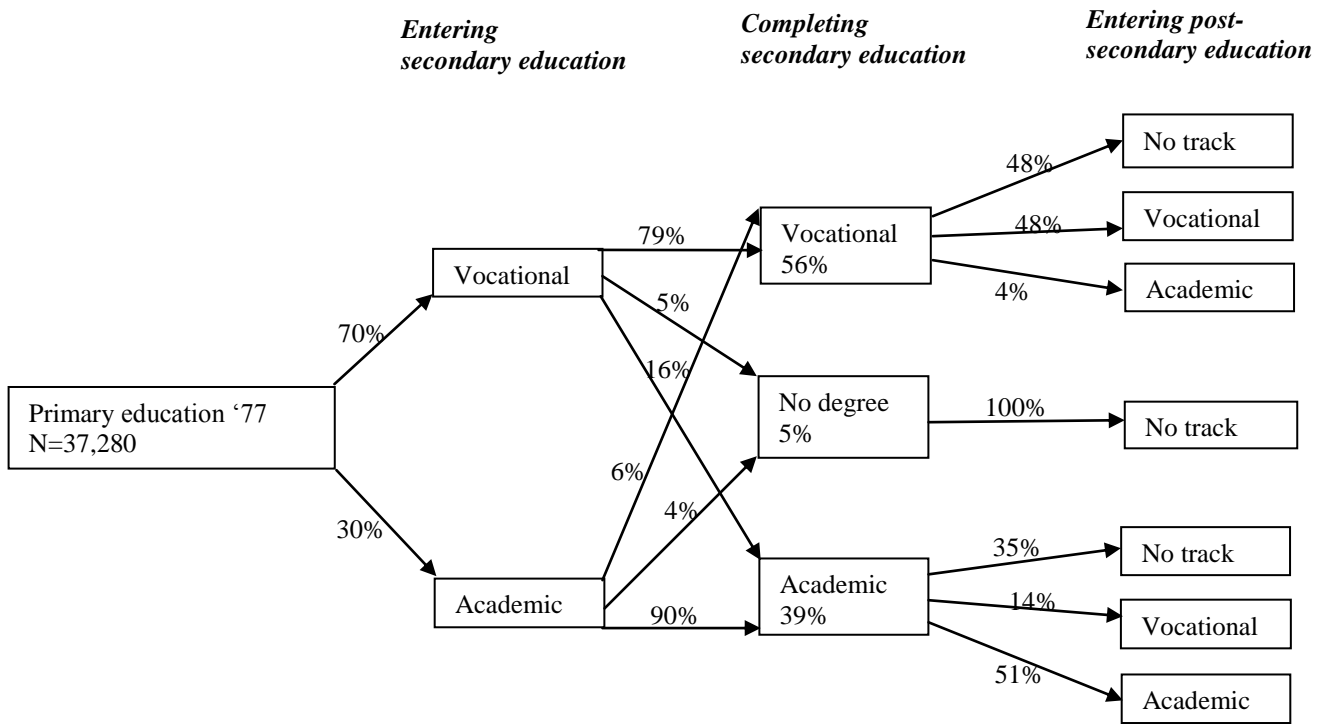 Entering
secondary education
Completing
secondary education
Entering post-
secondary education
Primary education ‘77
N=37,280
70%
30%
Vocational
Academic
79%
5%
16%
6%
4%
90%
Vocational
56%
No degree
5%
Academic
39%
48%
48%
4%
100%
35%
14%
51%
No track
Vocational
Academic
No track
No track
Vocational
Academic